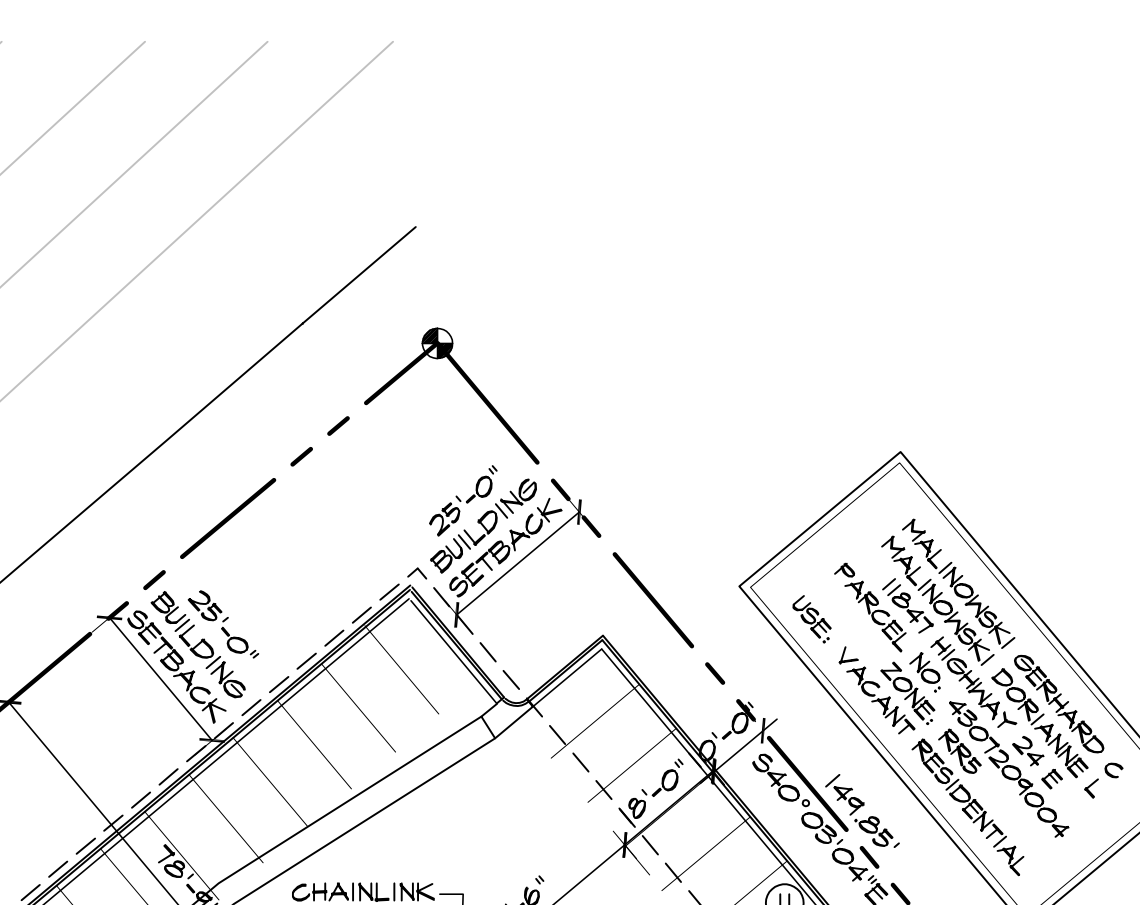 25'-0"
BUILDING
SETBACK
25'-0"
BUILDING
SETBACK
MALINOWSKI GERHARD C
MALINOWSKI DORIANNE L
11847 HIGHWAY 24 E
PARCEL NO: 4307209004
ZONE: RR5
USE: VACANT RESIDENTIAL
0'-0"
8'-0"
149.85'
S40°03'04"E
CHAINLINK
11